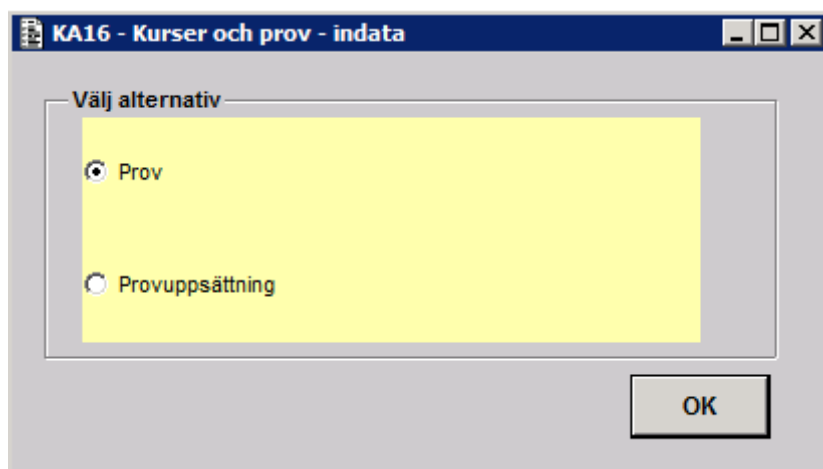 KA16 - Kurser och prov - indata
Välj alternativ
Prov
Provuppsättning
OK